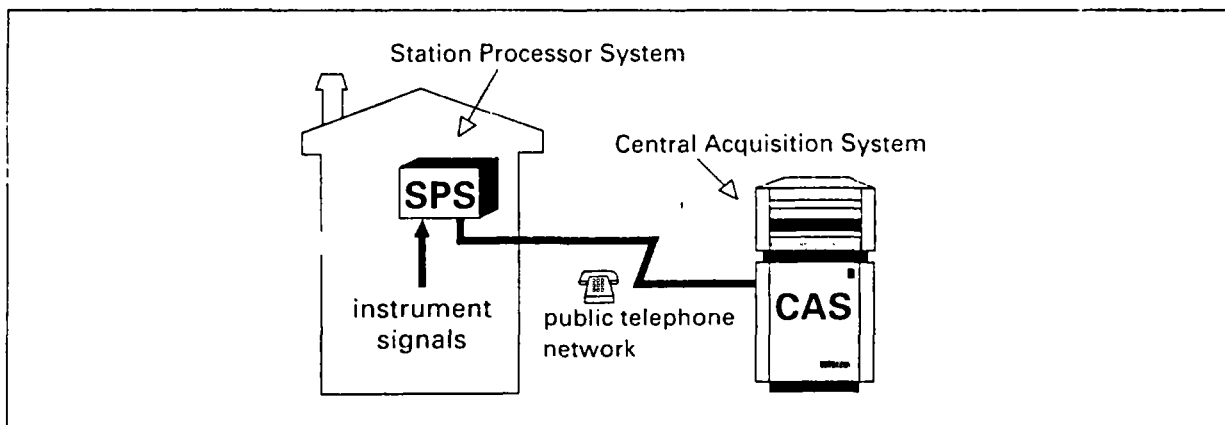 Station Processor System
Central Acquisition System
SPS
CAS
instrument
signals
public telephone
network